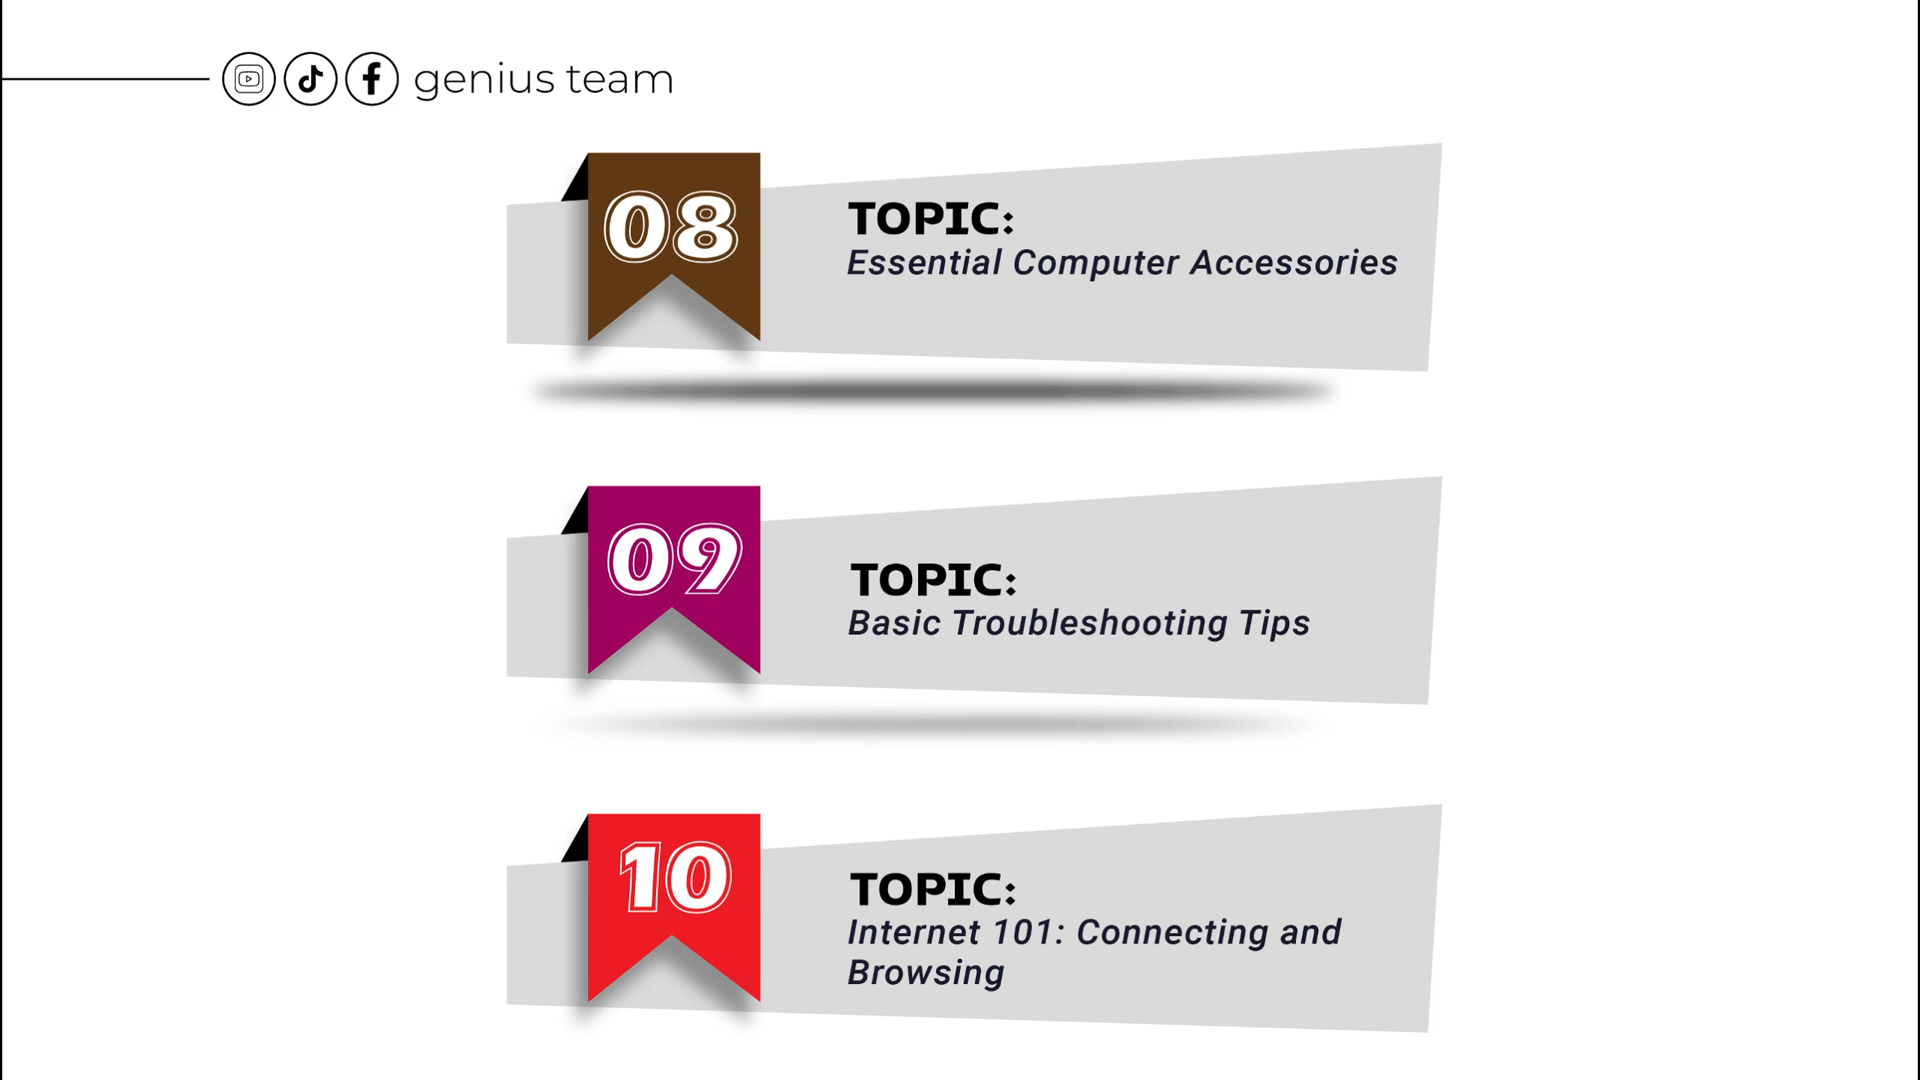 genius team
08
TOPIC:
Essential Computer Accessories
09
TOPIC:
Basic Troubleshooting Tips
10
TOPIC:
Internet 101: Connecting and
Browsing